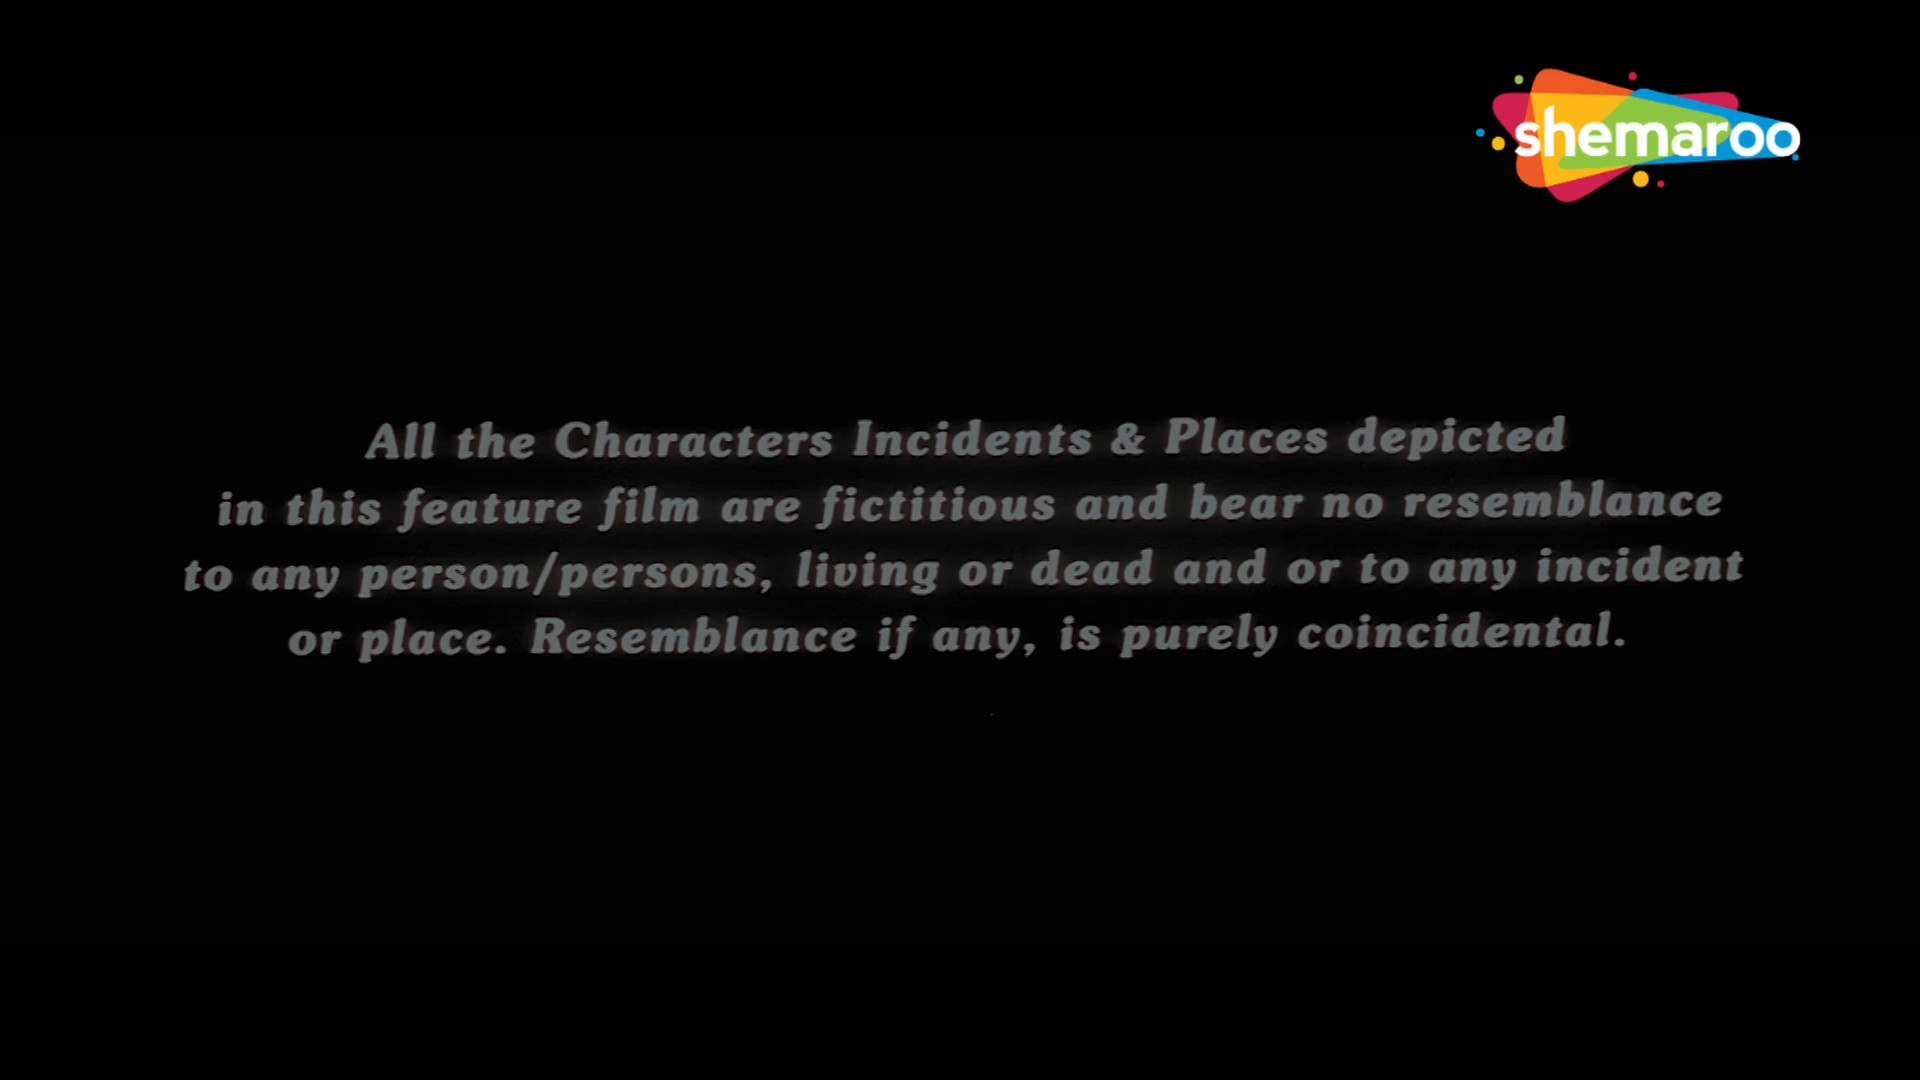 shemaroo
All the Characters Incidents & Places depicted
in this feature film are fictitious and bear no resemblance
to any person/persons, living or dead and or to any incident
or place. Resemblance if any, is purely coincidental.